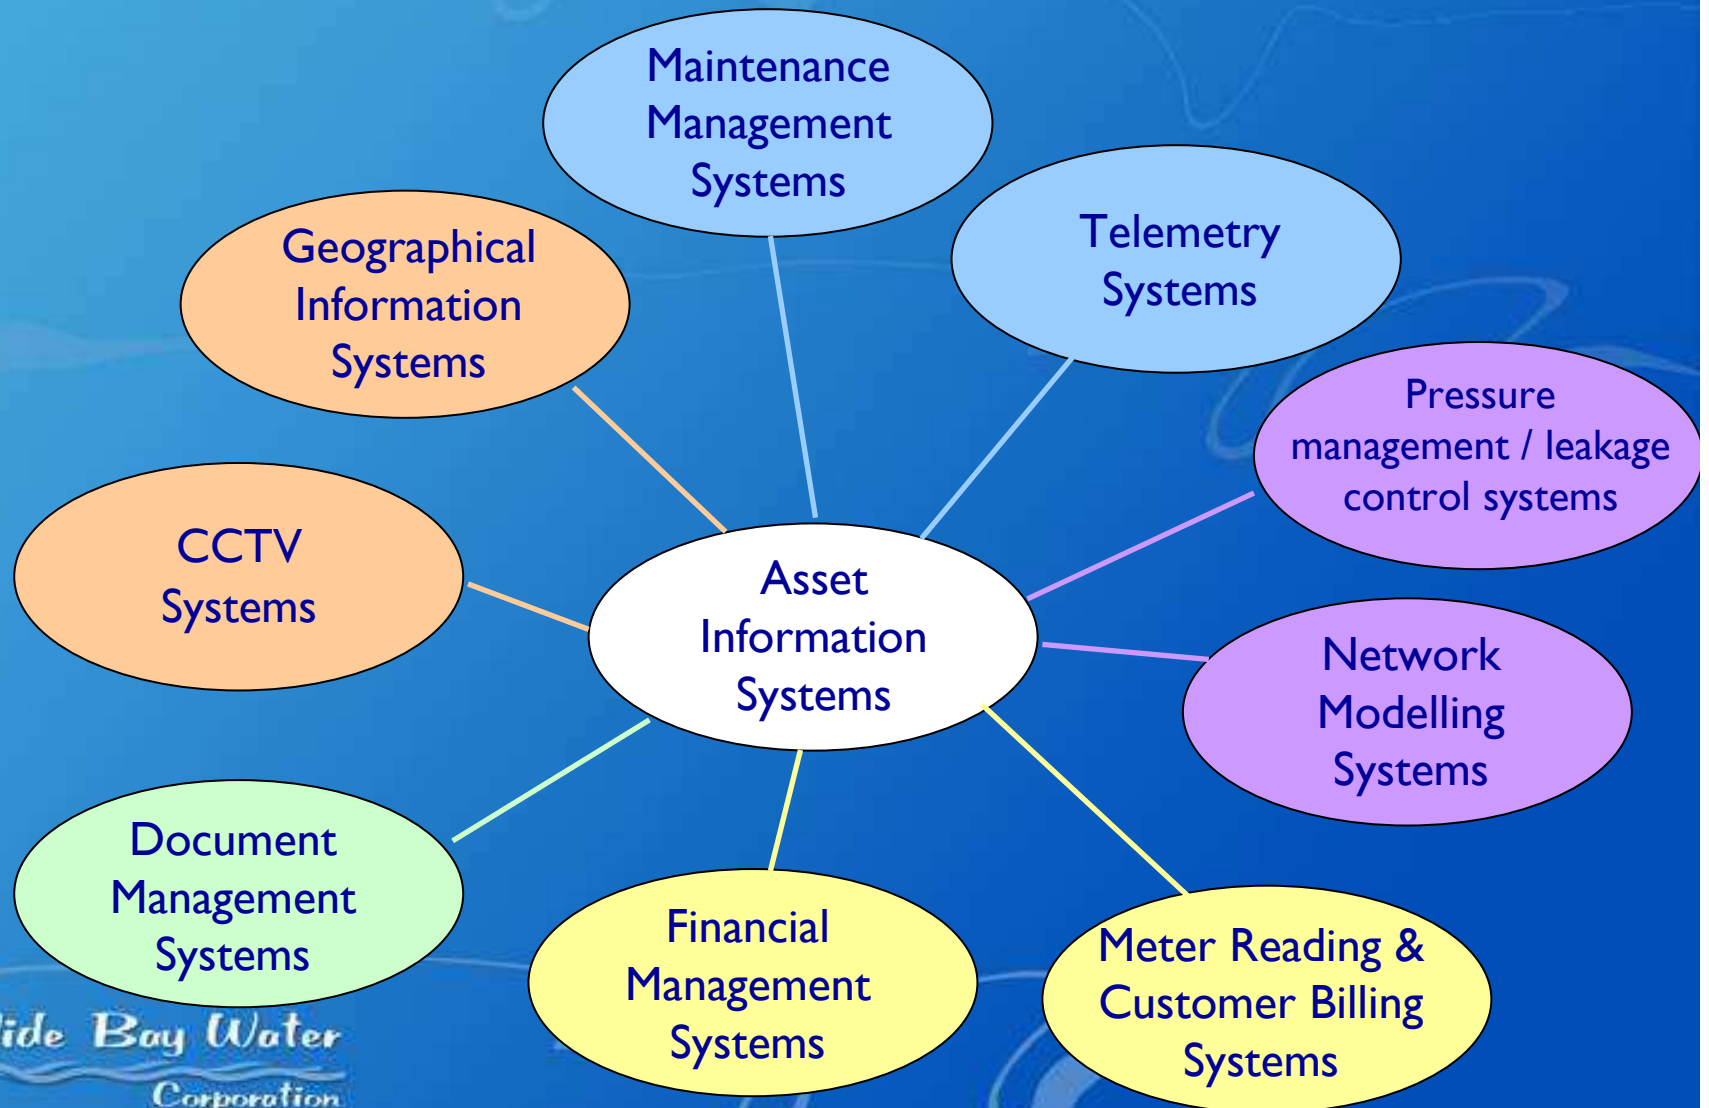 Maintenance
Management
Systems
Telemetry
Systems
Geographical
Information
Systems
Pressure
management / leakage
control systems
CCTV
Systems
Asset
Information
Systems
Network
Modelling
Systems
Document
Management
Systems
Financial
Management
Systems
Meter Reading &
Customer Billing
Systems
ide Bay Water
Corporation